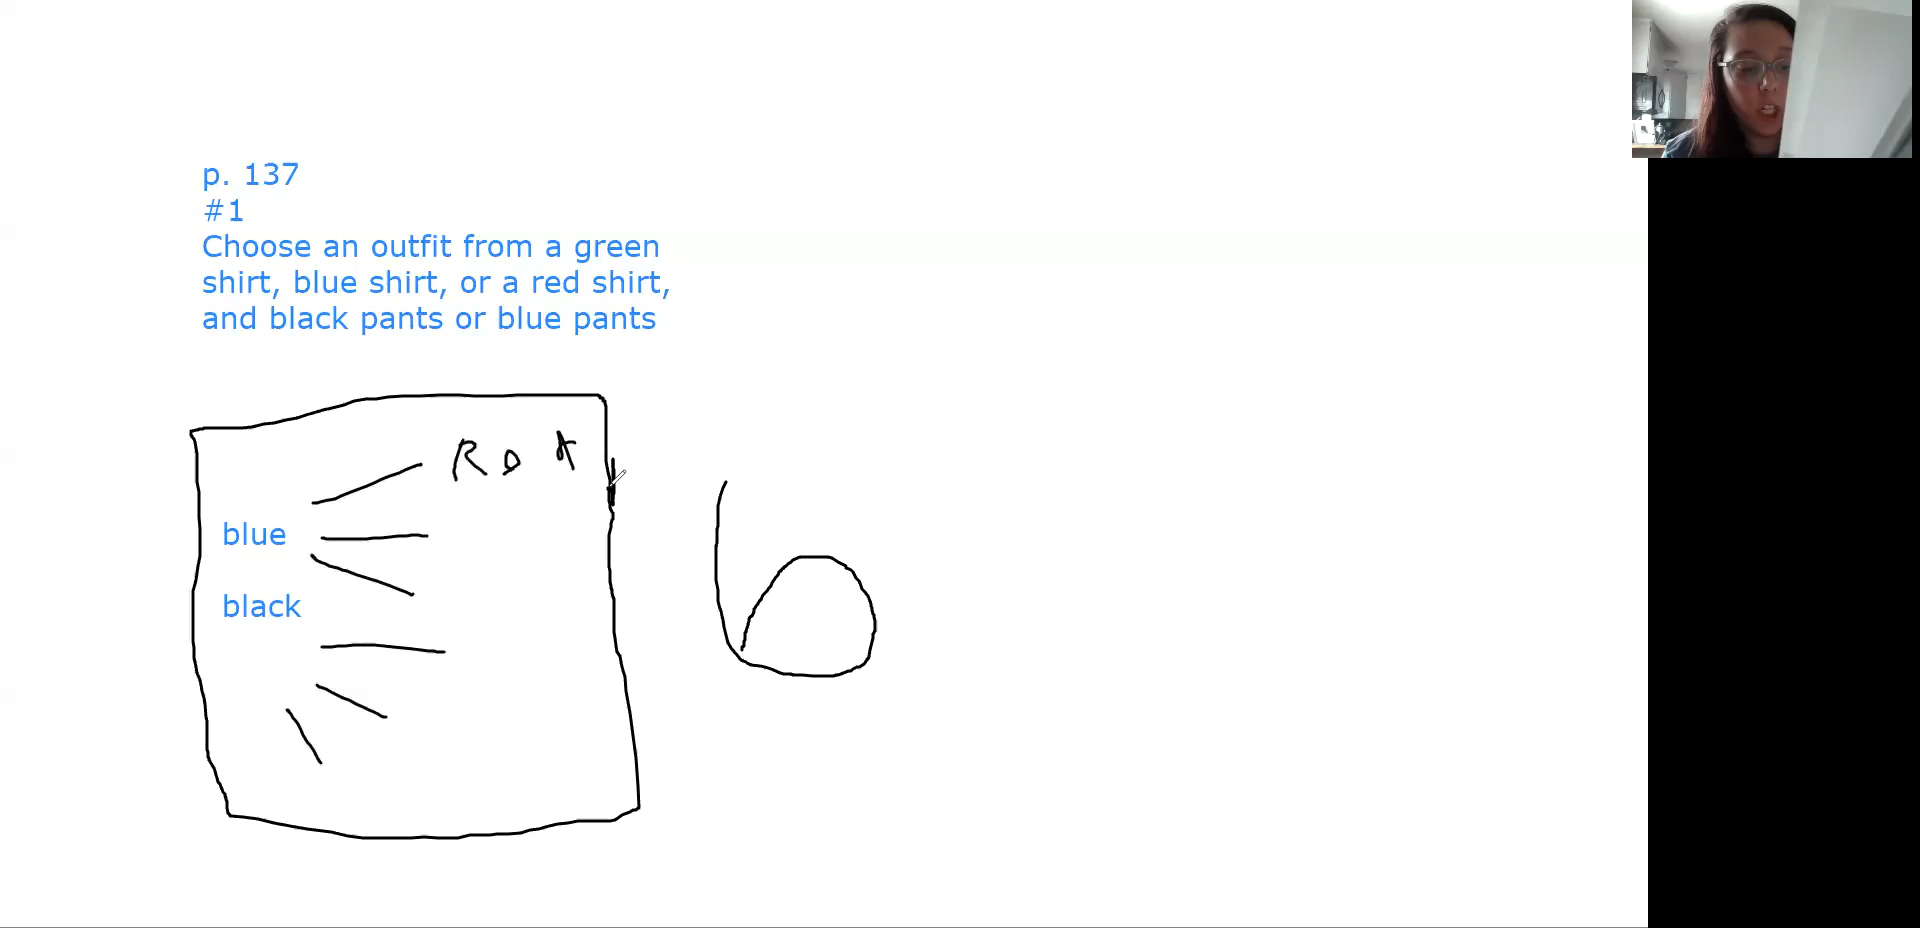 p. 137
#1
Choose an outfit from a green
shirt, blue shirt, or a red shirt,
and black pants or blue pants
blue
black
6